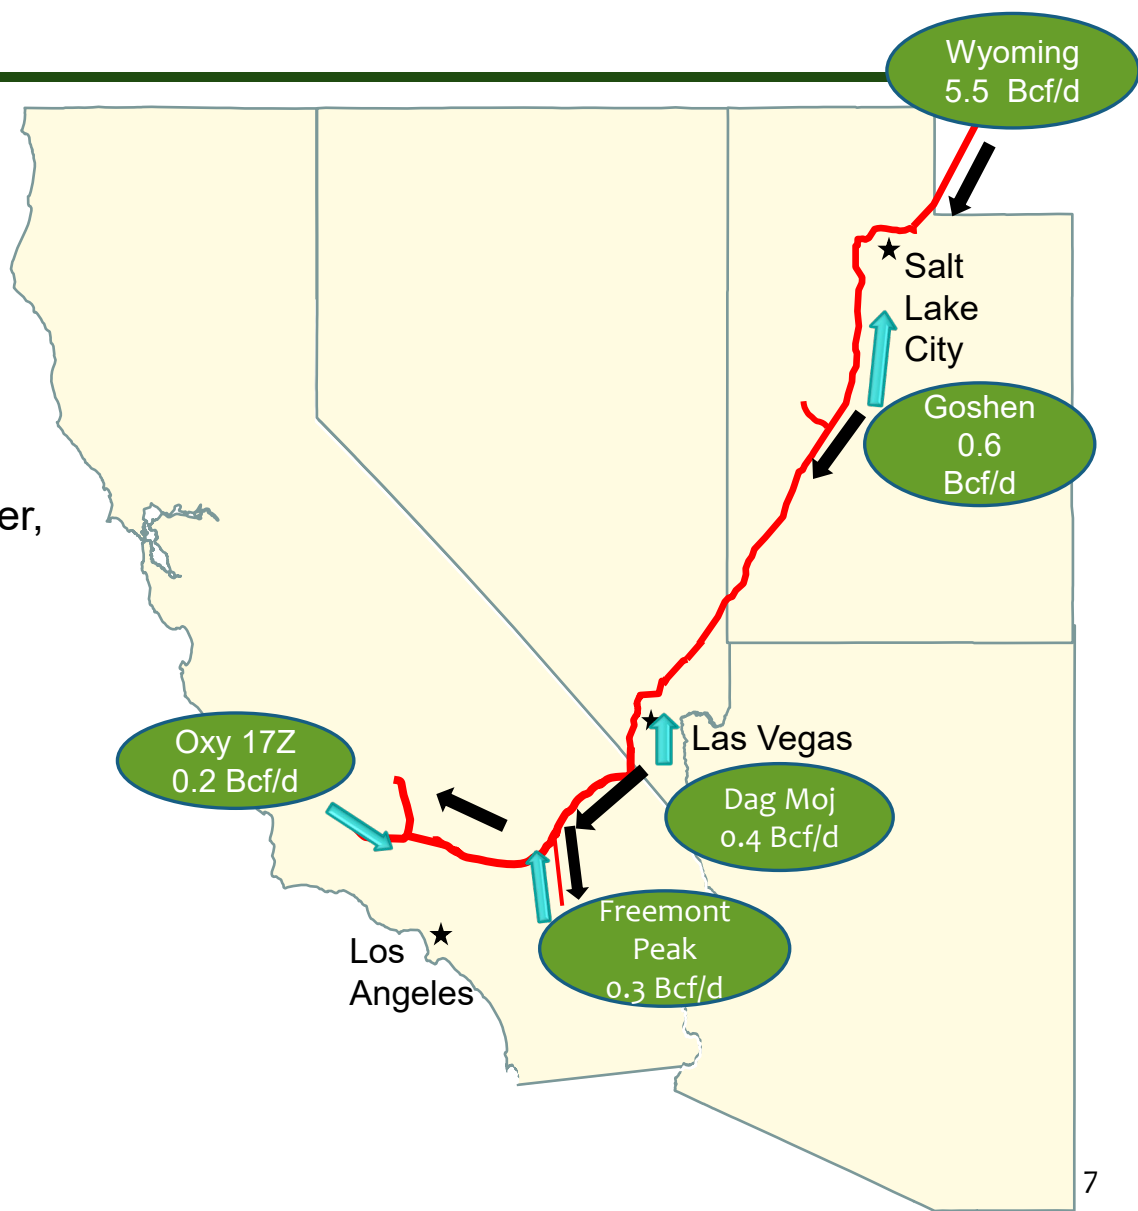 Wyoming
5.5 Bcf/d
Salt
Lake
City
Goshen
0.6
Bcf/d
er,
Las Vegas
Oxy 17Z
0.2 Bcf/d
Dag Moj
0.4 Bcf/d
Freemont
Peak
0.3 Bcf/d
Los
Angeles
7